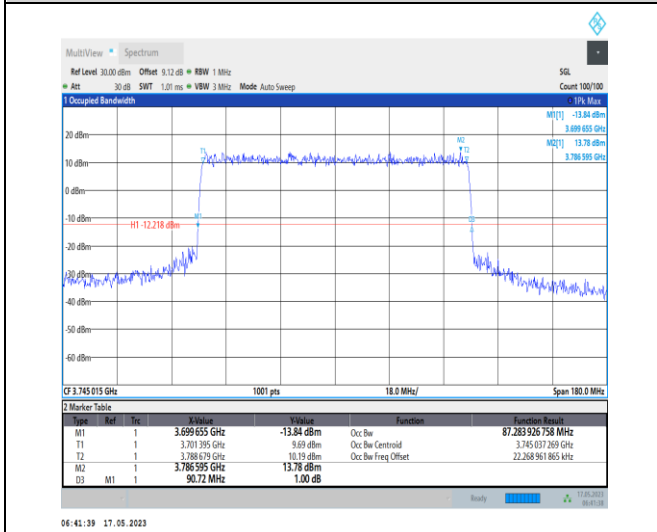 MultiView Spectrum
Ref Level 30.00 dBm Offset 9.12 dB RBW 1 MHz SGL
Att 30 dB SWT 1.01 ms VBW 3 MHz Mode Auto Sweep Count 100/100
1 Occupied Bandwidth 1Pk Max
M1[1] -13.84 dBm
3.699 655 GHz
M2[1] 13.78 dBm
3.786 595 GHz
20 dBm
M2
T1 T2
10 dBm
0 dBm
-10 dBm
M1
H1 -12.218 dBm
-30 dBm
-40 dBm
-50 dBm
-60 dBm
CF 3.745 015 GHz 1001 pts 18.0 MHz/ Span 180.0 MHz
2 Marker Table
Type Ref Trc X-Value Y-Value Function Function Result
M1 1 3.699 655 GHz -13.84 dBm Occ Bw 87.283 926 758 MHz
T1 1 3.701 395 GHz 9.69 dBm Occ Bw Centroid 3.745 037 269 GHz
T2 1 3.788 679 GHz 10.19 dBm Occ Bw Freq Offset 22.268 961 865 kHz
M2 1 3.786 595 GHz 13.78 dBm
D3 M1 1 90.72 MHz 1.00 dB
Ready 17.05.2023
06:41:38
06:41:39 17.05.2023